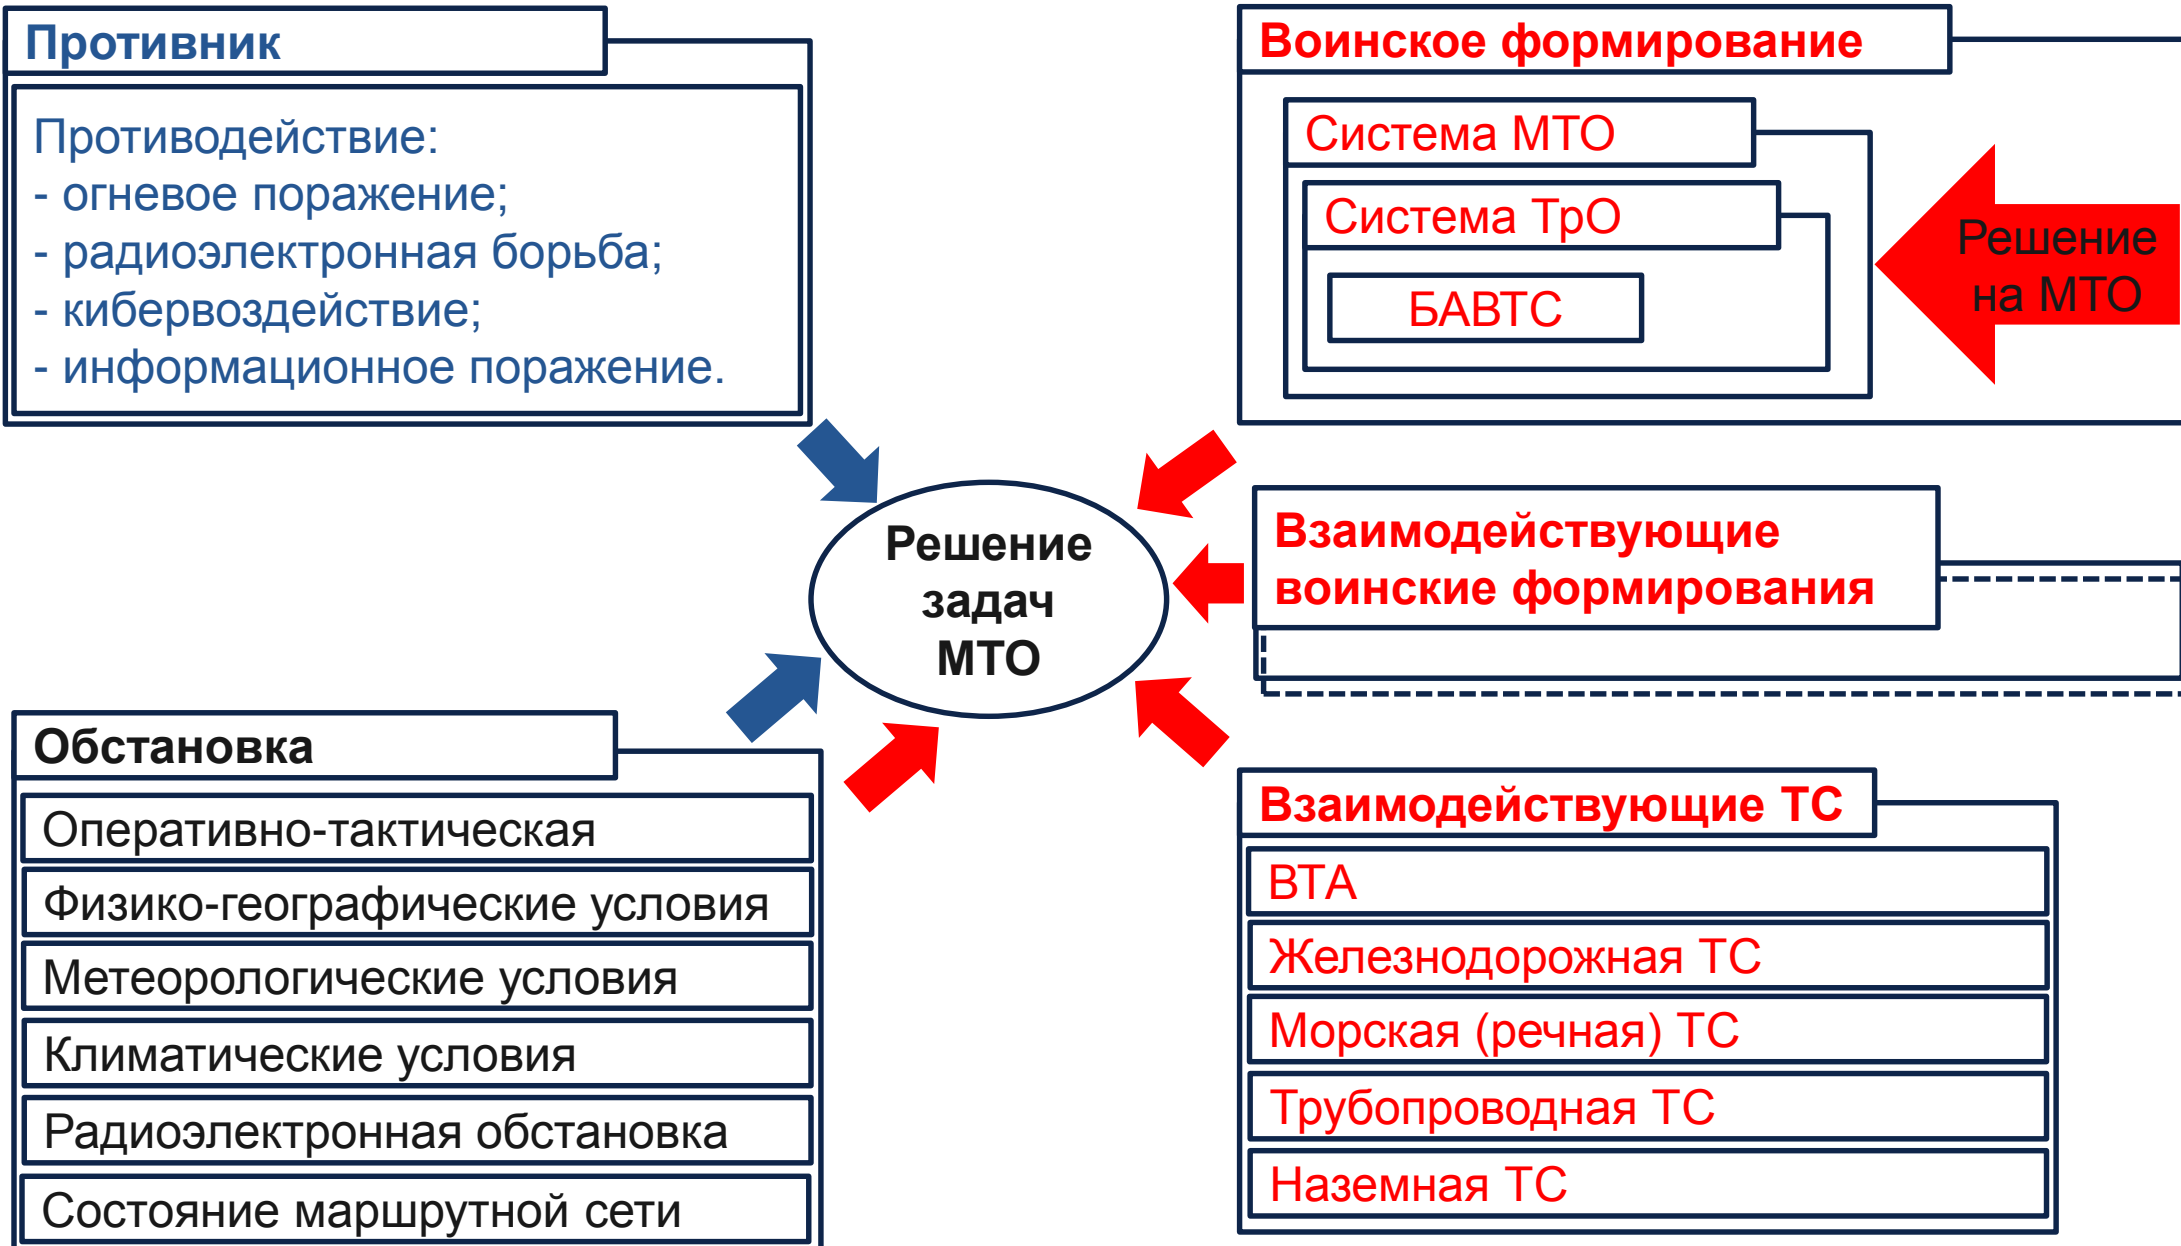 Противник
Противодействие:
- огневое поражение;
- радиоэлектронная борьба;
- кибервоздействие;
- информационное поражение.
Воинское формирование
Система МТО
Система ТрО
БАВТС
Решение
на МТО
Решение
задач
МТО
Взаимодействующие
воинские формирования
Обстановка
Оперативно-тактическая
Физико-географические условия
Метеорологические условия
Климатические условия
Радиоэлектронная обстановка
Состояние маршрутной сети
Взаимодействующие ТС
ВТА
Железнодорожная ТС
Морская (речная) ТС
Трубопроводная ТС
Наземная ТС